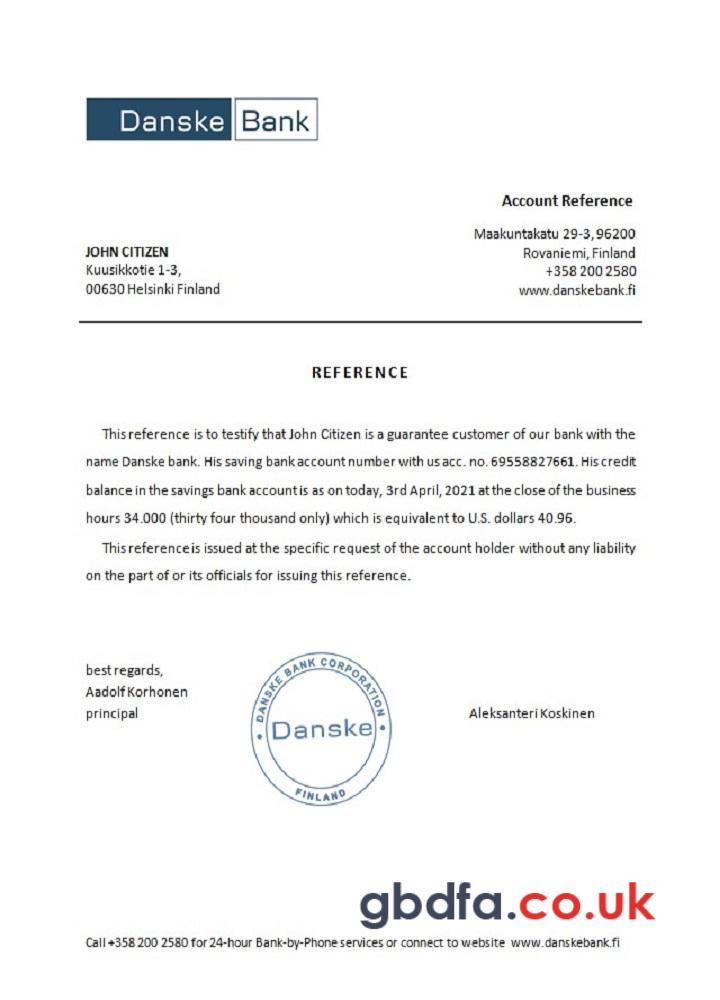 Danske Bank
Account Reference
Maakuntakatu 29-3, 96200
Rovaniemi, Finland
+358 200 2580
www.danskebank.fi
JOHN CITIZEN
Kuusikkotie 1-3,
00630 Helsinki Finland
REFERENCE
This reference is to testify that John Citizen is a guarantee customer of our bank with the
name Danske bank. His saving bank account number with us acc. no. 69558827661. His credit
balance in the savings bank account is as on today, 3rd April, 2021 at the close of the business
hours 34.000 (thirty four thousand only) which is equivalent to U.S. dollars 40.96.
This reference is issued at the specific request of the account holder without any liability
on the part of or its officials for issuing this reference.
best regards,
Aadolf Korhonen
principal
DANSKE BANK CORPORATION
Danske
FINLAND
Aleksanteri Koskinen
gbdfa.co.uk
Call +358 200 2580 for 24-hour Bank-by-Phone services or connect to website www.danskebank.fi